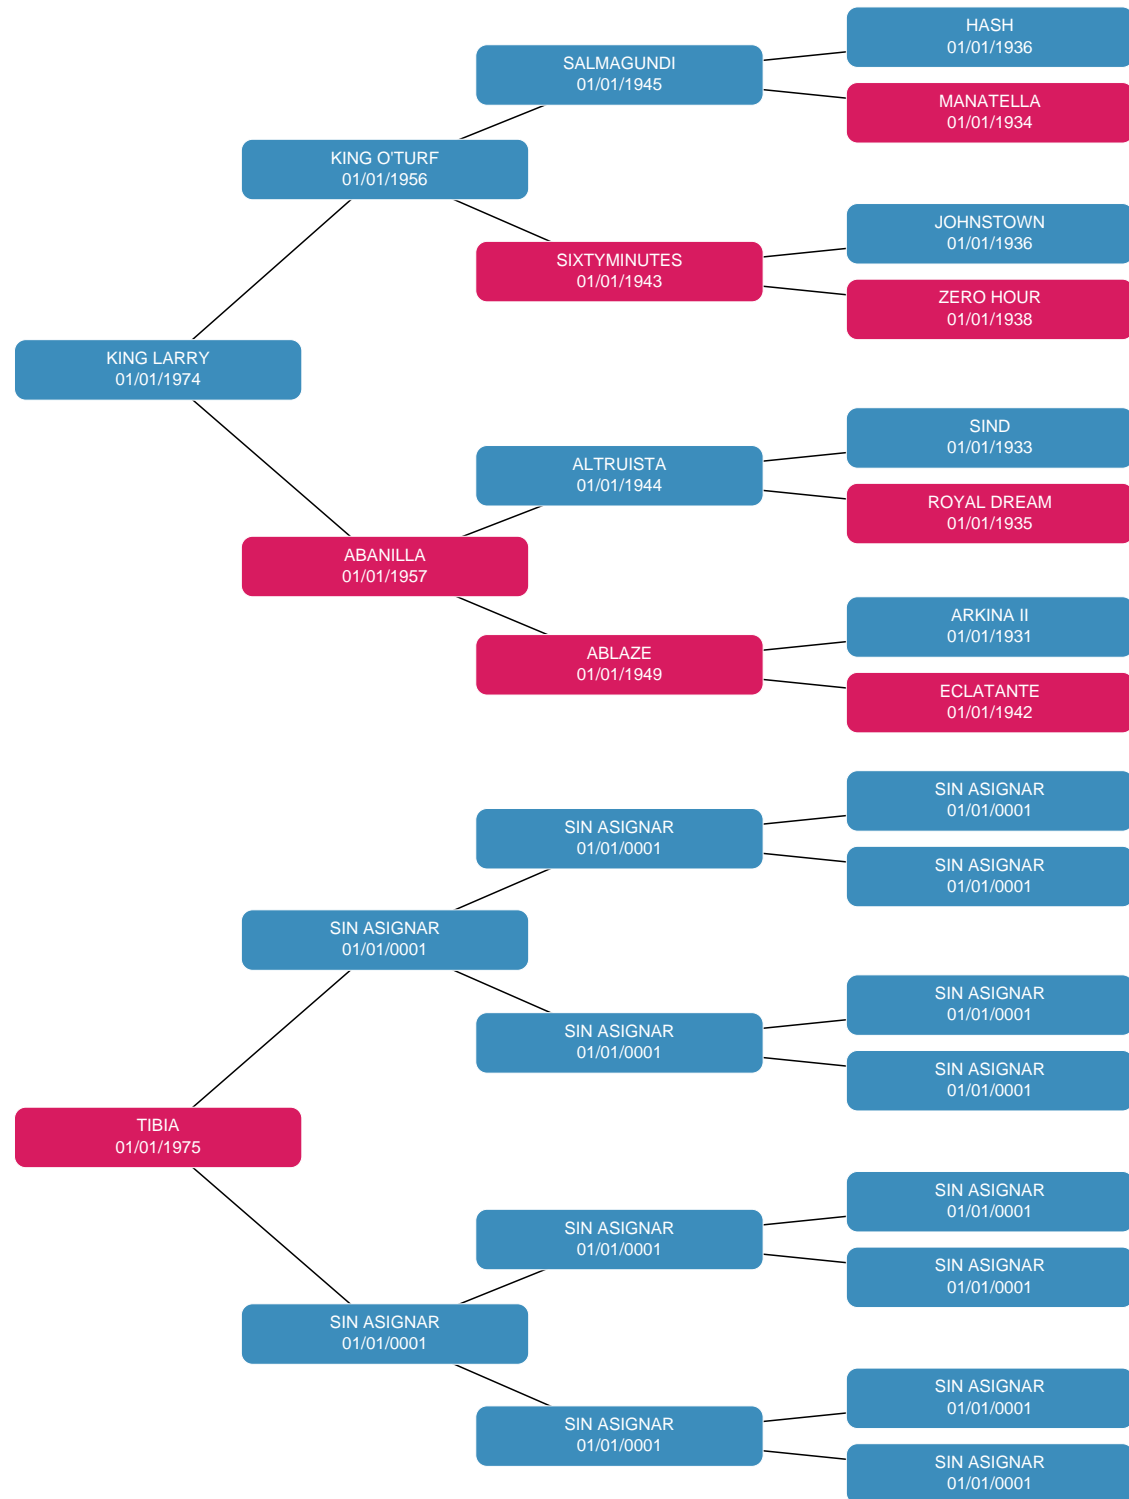 HASH
01/01/1936
SALMAGUNDI
01/01/1945
MANATELLA
01/01/1934
KING O'TURF
01/01/1956
JOHNSTOWN
01/01/1936
SIXTYMINUTES
01/01/1943
ZERO HOUR
01/01/1938
KING LARRY
01/01/1974
SIND
01/01/1933
ALTRUISTA
01/01/1944
ROYAL DREAM
01/01/1935
ABANILLA
01/01/1957
ARKINA II
01/01/1931
ABLAZE
01/01/1949
ECLATANTE
01/01/1942
SIN ASIGNAR
01/01/0001
SIN ASIGNAR
01/01/0001
SIN ASIGNAR
01/01/0001
SIN ASIGNAR
01/01/0001
SIN ASIGNAR
01/01/0001
SIN ASIGNAR
01/01/0001
SIN ASIGNAR
01/01/0001
TIBIA
01/01/1975
SIN ASIGNAR
01/01/0001
SIN ASIGNAR
01/01/0001
SIN ASIGNAR
01/01/0001
SIN ASIGNAR
01/01/0001
SIN ASIGNAR
01/01/0001
SIN ASIGNAR
01/01/0001
SIN ASIGNAR
01/01/0001